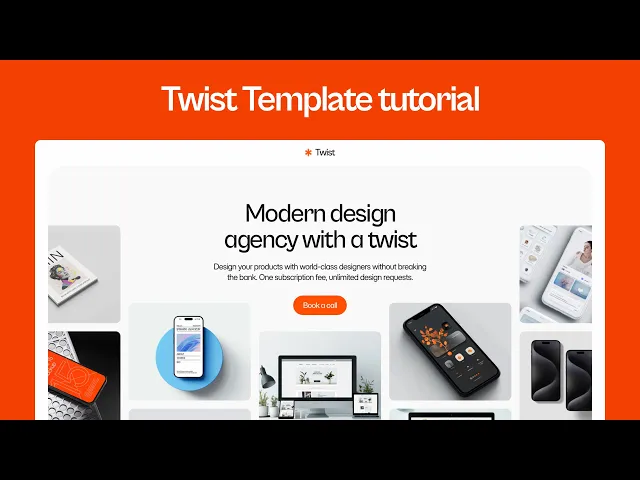 Twist Template tutorial
Twist
Modern design
agency with a twist
Design your products with world-class designers without breaking
the bank. One subscription fee, unlimited design requests.
Book a call